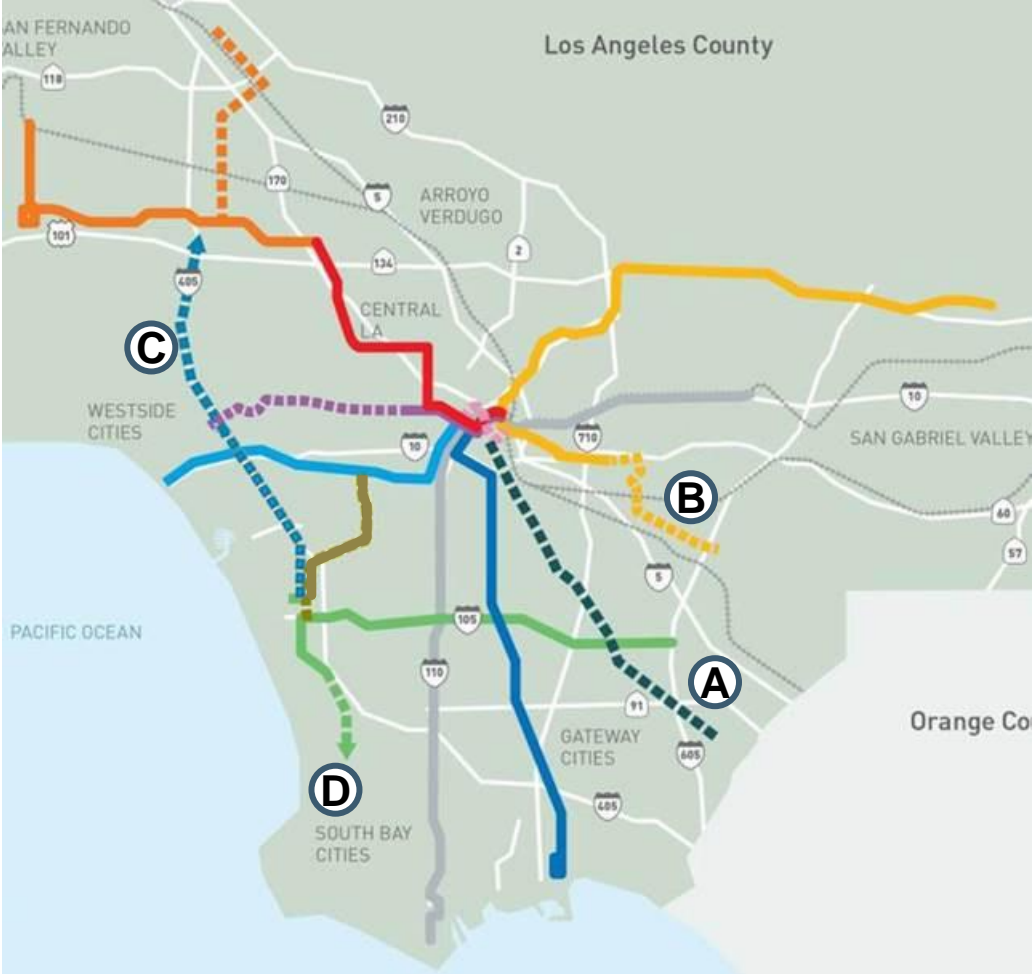 AN FERNANDO
ALLEY
Los Angeles County
118
210
170
5
ARROYO
VERDUGO
101
2
134
405
CENTRAL
LA
C
WESTSIDE
CITIES
10
10
710
SAN GABRIEL VALLEY
B
60
57
5
PACIFIC OCEAN
105
110
A
91
Orange Co
GATEWAY
CITIES
605
D
405
SOUTH BAY
CITIES